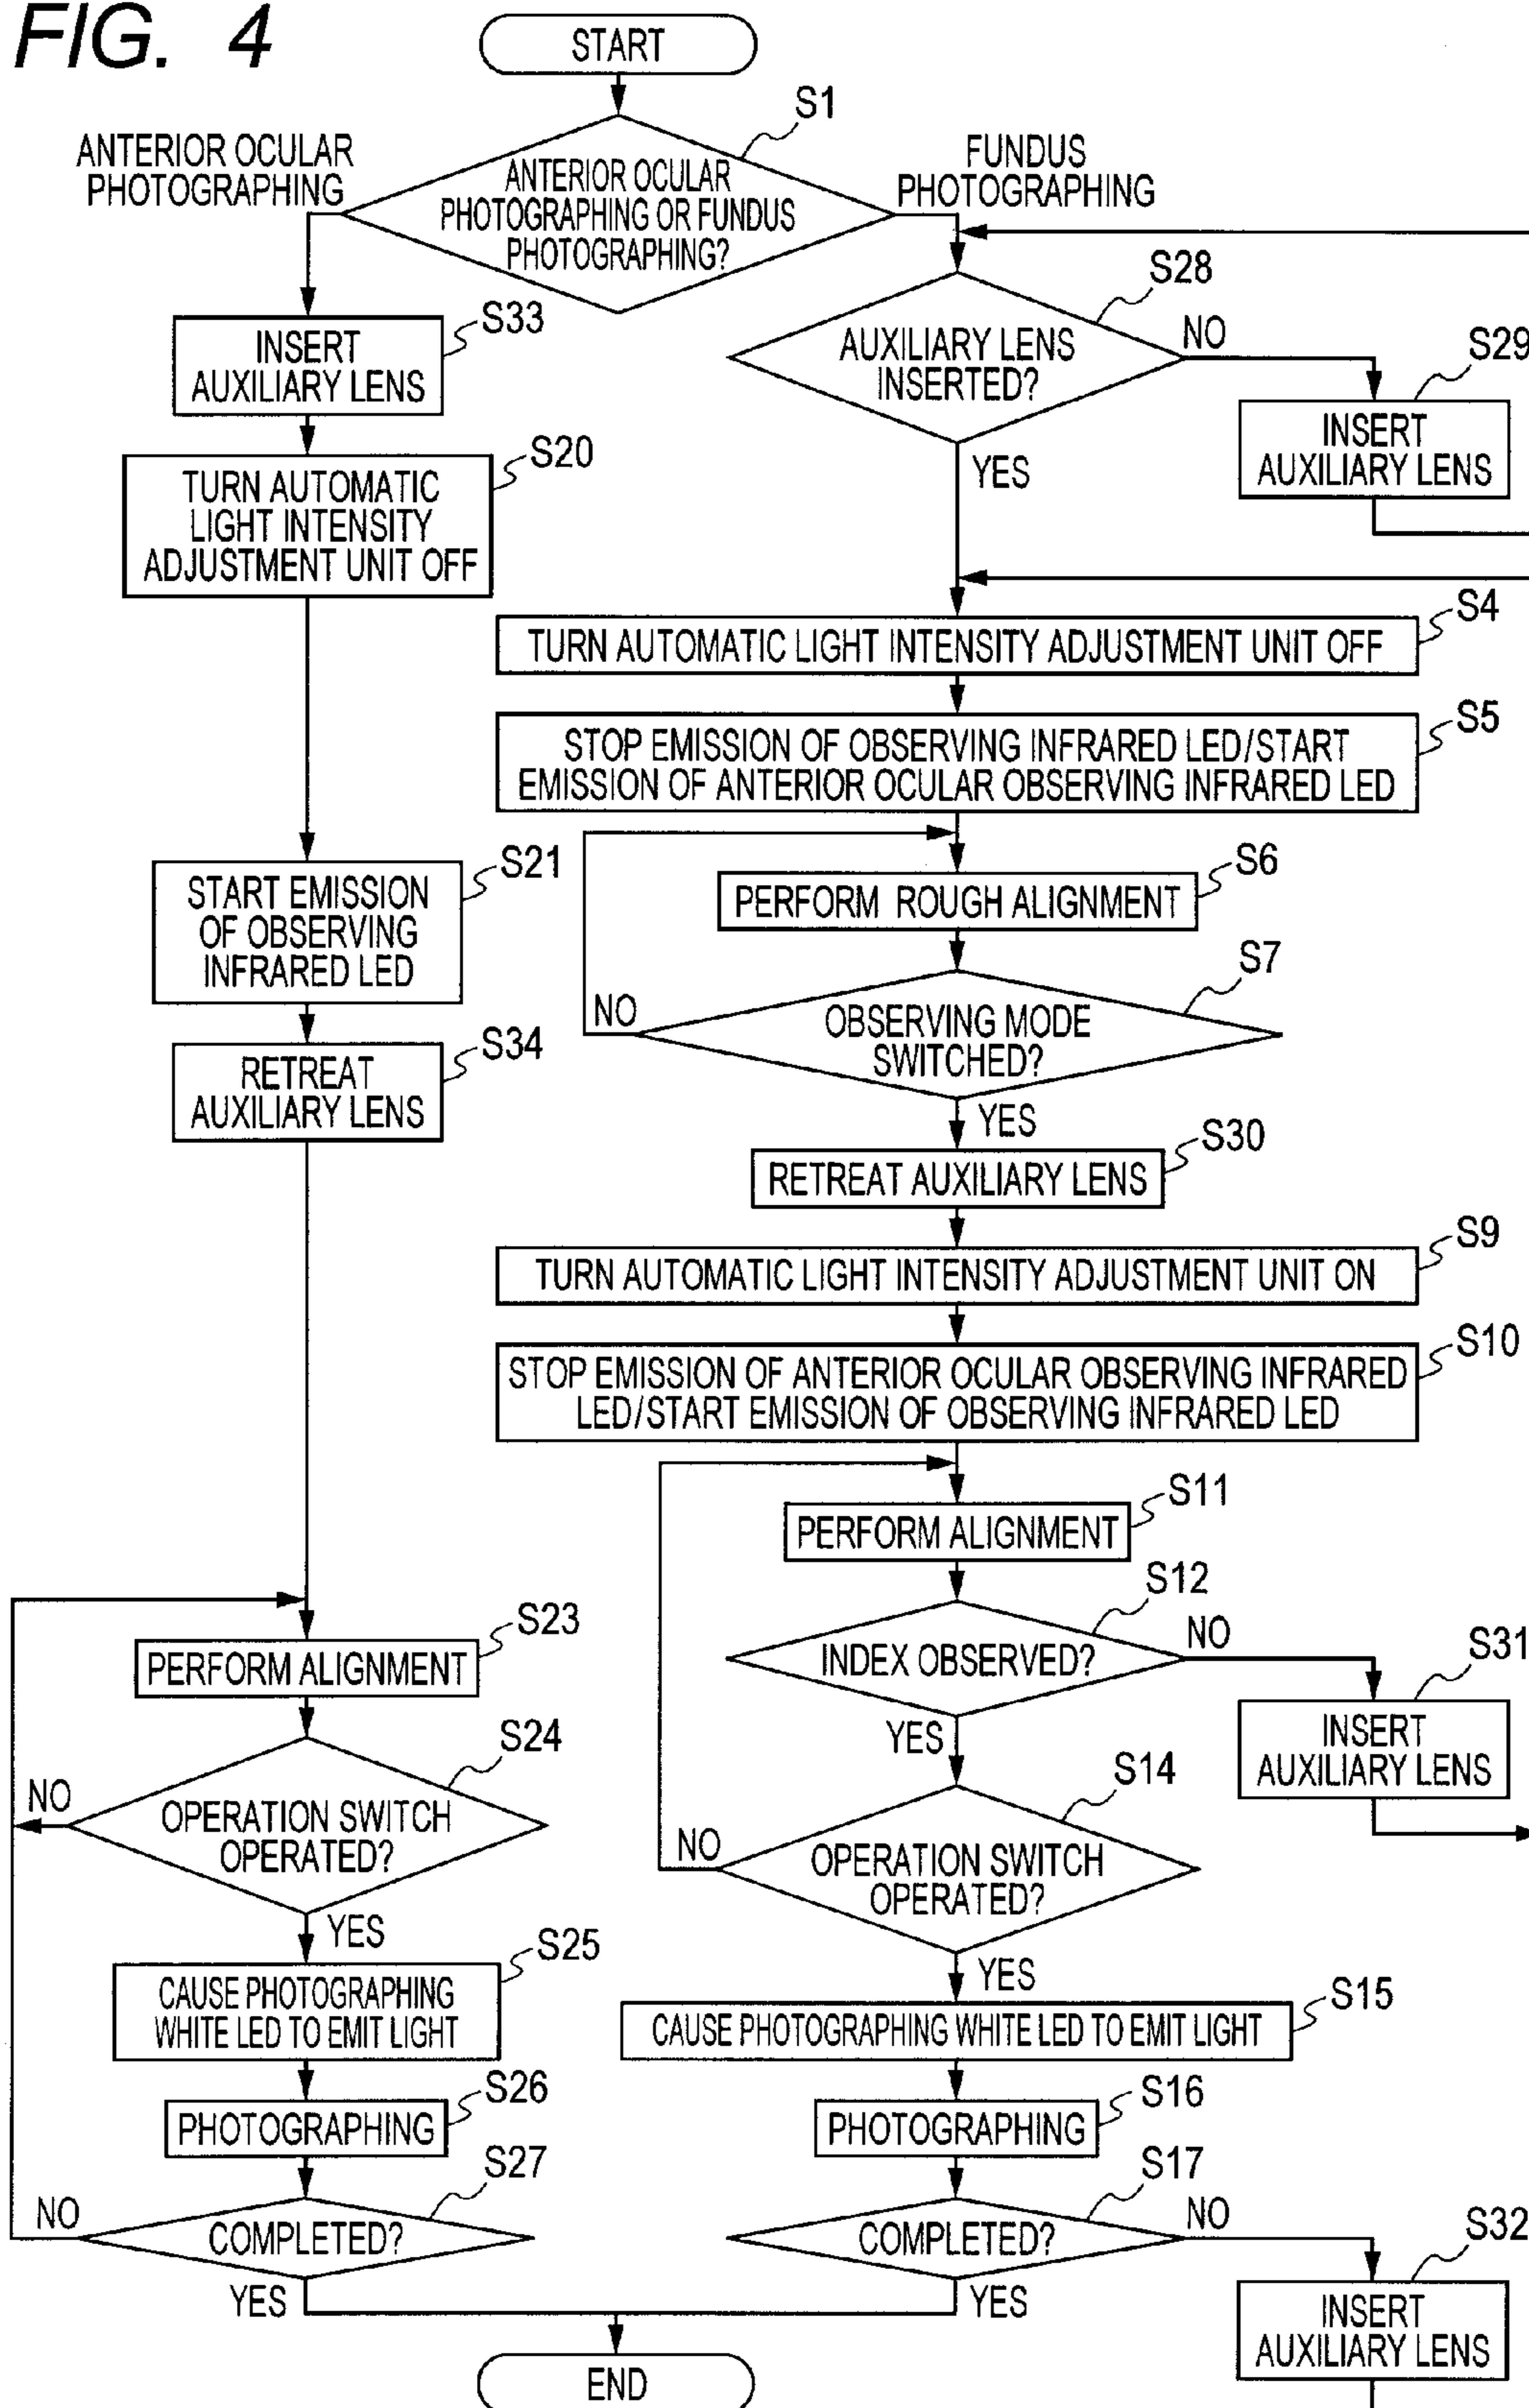 FIG. 4
START
S1
ANTERIOR OCULAR
PHOTOGRAPHING
ANTERIOR OCULAR
PHOTOGRAPHING OR FUNDUS
PHOTOGRAPHING?
FUNDUS
PHOTOGRAPHING
S33
INSERT
AUXILIARY LENS
S28
AUXILIARY LENS
INSERTED?
NO
YES
S29
INSERT
AUXILIARY LENS
S20
TURN AUTOMATIC
LIGHT INTENSITY
ADJUSTMENT UNIT OFF
S4
TURN AUTOMATIC LIGHT INTENSITY ADJUSTMENT UNIT OFF
S5
STOP EMISSION OF OBSERVING INFRARED LED/START
EMISSION OF ANTERIOR OCULAR OBSERVING INFRARED LED
S21
START EMISSION
OF OBSERVING
INFRARED LED
S6
PERFORM ROUGH ALIGNMENT
S7
OBSERVING MODE
SWITCHED?
NO
YES
S34
RETREAT
AUXILIARY LENS
S30
RETREAT AUXILIARY LENS
S9
TURN AUTOMATIC LIGHT INTENSITY ADJUSTMENT UNIT ON
S10
STOP EMISSION OF ANTERIOR OCULAR OBSERVING INFRARED
LED/START EMISSION OF OBSERVING INFRARED LED
S11
PERFORM ALIGNMENT
S12
INDEX OBSERVED?
NO
YES
S31
INSERT
AUXILIARY LENS
S23
PERFORM ALIGNMENT
S24
OPERATION SWITCH
OPERATED?
NO
YES
S14
OPERATION SWITCH
OPERATED?
NO
YES
S25
CAUSE PHOTOGRAPHING
WHITE LED TO EMIT LIGHT
S15
CAUSE PHOTOGRAPHING WHITE LED TO EMIT LIGHT
S26
PHOTOGRAPHING
S16
PHOTOGRAPHING
S27
COMPLETED?
NO
YES
S17
COMPLETED?
NO
YES
S32
INSERT
AUXILIARY LENS
END